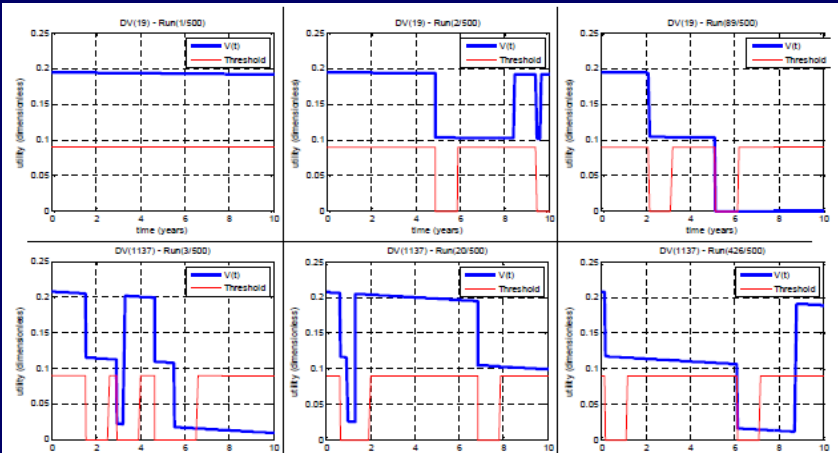 DV(19) - Run(1/500)
0.25
0.2
0.15
0.1
0.05
0
utility (dimensionless)
V(t)
Threshold
0 2 4 6 8 10
time (years)
DV(19) - Run(2/500)
0.25
0.2
0.15
0.1
0.05
0
utility (dimensionless)
V(t)
Threshold
0 2 4 6 8 10
time (years)
DV(19) - Run(89/500)
0.25
0.2
0.15
0.1
0.05
0
utility (dimensionless)
V(t)
Threshold
0 2 4 6 8 10
time (years)
DV(1137) - Run(3/500)
0.25
0.2
0.15
0.1
0.05
0
utility (dimensionless)
V(t)
Threshold
0 2 4 6 8 10
time (years)
DV(1137) - Run(20/500)
0.25
0.2
0.15
0.1
0.05
0
utility (dimensionless)
V(t)
Threshold
0 2 4 6 8 10
time (years)
DV(1137) - Run(426/500)
0.25
0.2
0.15
0.1
0.05
0
utility (dimensionless)
V(t)
Threshold
0 2 4 6 8 10
time (years)